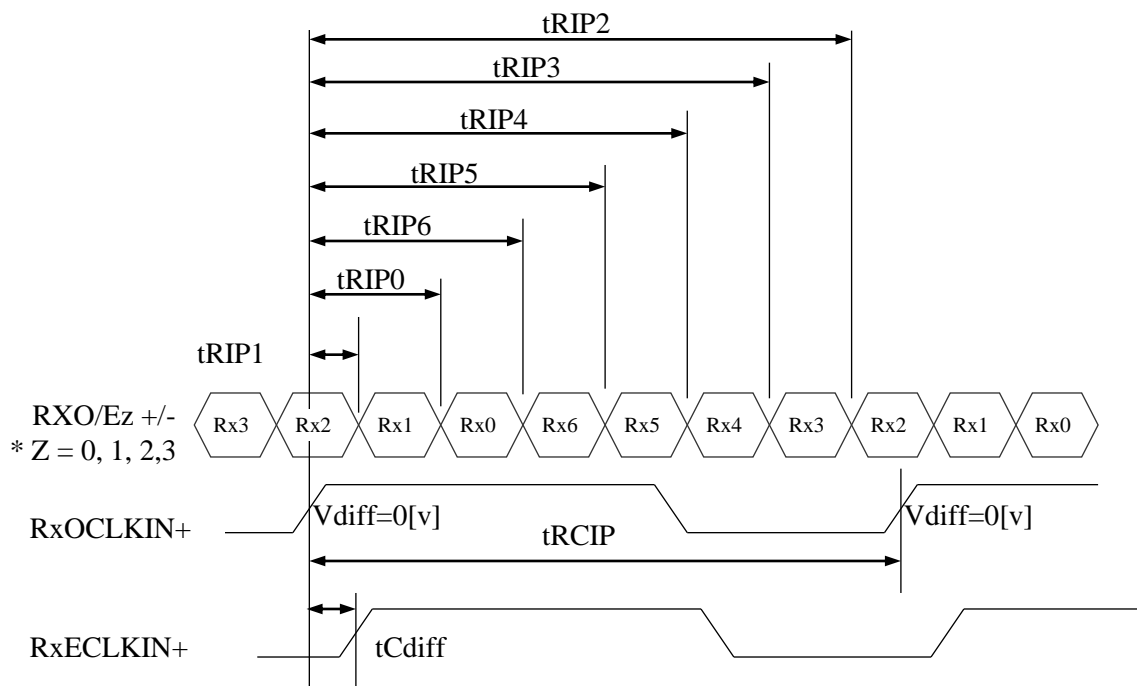 tRIP2
tRIP3
tRIP4
tRIP5
tRIP6
tRIP0
tRIP1
RXO/Ez +/-
* Z = 0, 1, 2,3
Rx3 Rx2 Rx1 Rx0 Rx6 Rx5 Rx4 Rx3 Rx2 Rx1 Rx0
RxOCLKIN+
Vdiff=0[v] Vdiff=0[v]
tRCIP
RxECLKIN+
tCdiff